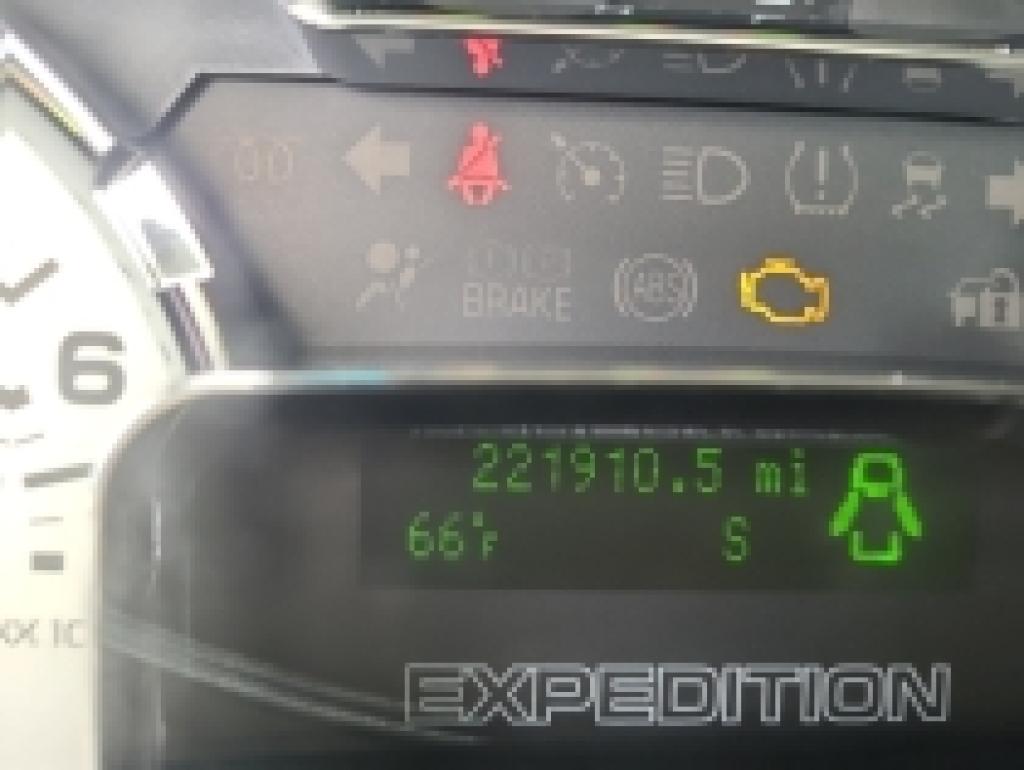 BRAKE
ABS
6
221910.5 mi
66°F S
EXPEDITION